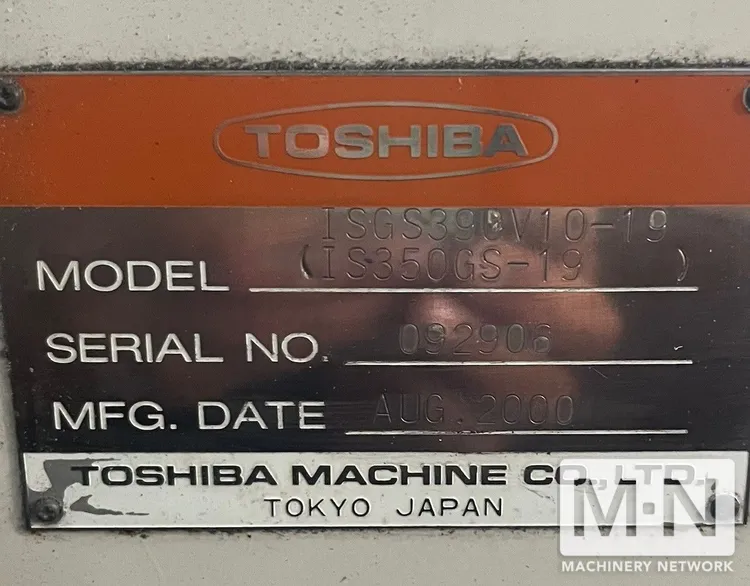 TOSHIBA
ISGS390V10-19
MODEL (IS350GS-19 )
SERIAL NO. 092906
MFG. DATE AUG. 2000
TOSHIBA MACHINE CO., LTD.
TOKYO JAPAN
M·N
MACHINERY NETWORK